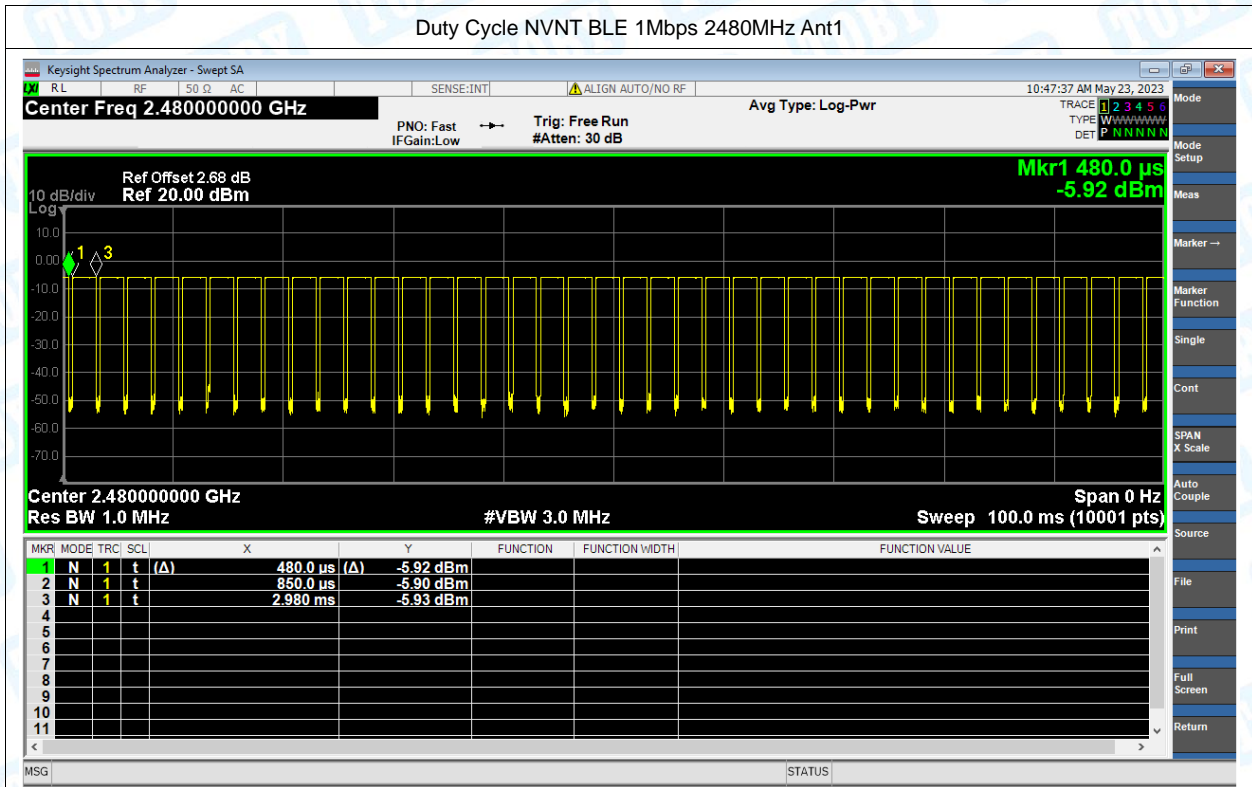 Duty Cycle NVNT BLE 1Mbps 2480MHz Ant1
Keysight Spectrum Analyzer - Swept SA
LXI RL RF 50 Ω AC SENSE:INT ALIGN AUTO/NO RF 10:47:37 AM May 23, 2023
Center Freq 2.480000000 GHz
PNO: Fast
IFGain:Low
Trig: Free Run
#Atten: 30 dB
Avg Type: Log-Pwr
TRACE 1 2 3 4 5 6
TYPE WWWWWWW
DET P N N N N N
Ref Offset 2.68 dB
Ref 20.00 dBm
10 dB/div
Log
Mkr1 480.0 µs
-5.92 dBm
10.0
0.00
-10.0
-20.0
-30.0
-40.0
-50.0
-60.0
-70.0
1
3
Center 2.480000000 GHz
Span 0 Hz
Res BW 1.0 MHz
#VBW 3.0 MHz
Sweep 100.0 ms (10001 pts)
MKR MODE TRC SCL X Y FUNCTION FUNCTION WIDTH FUNCTION VALUE
1 N 1 t (Δ) 480.0 µs (Δ) -5.92 dBm
2 N 1 t 850.0 µs -5.90 dBm
3 N 1 t 2.980 ms -5.93 dBm
4
5
6
7
8
9
10
11
MSG STATUS
Mode
Mode
Setup
Meas
Marker →
Marker
Function
Single
Cont
SPAN
X Scale
Auto
Couple
Source
File
Print
Full
Screen
Return
TOBY